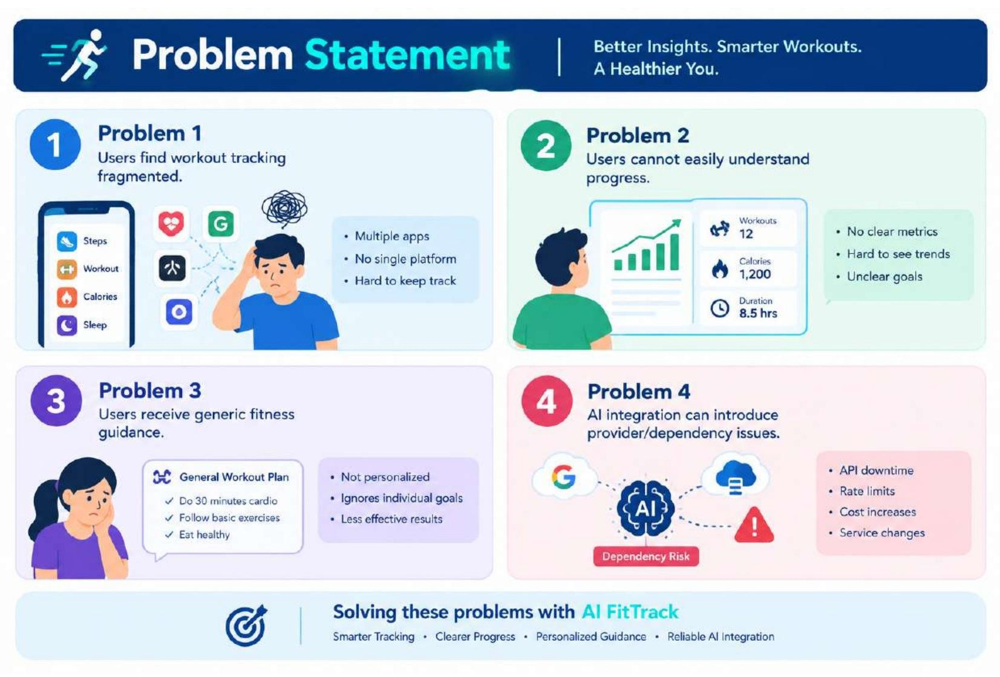 Problem Statement
Better Insights. Smarter Workouts.
A Healthier You.
1
Problem 1
Users find workout tracking
fragmented.
Steps
Workout
Calories
Sleep
G
• Multiple apps
• No single platform
• Hard to keep track
2
Problem 2
Users cannot easily understand
progress.
Workouts
12
Calories
1,200
Duration
8.5 hrs
• No clear metrics
• Hard to see trends
• Unclear goals
3
Problem 3
Users receive generic fitness
guidance.
General Workout Plan
✓ Do 30 minutes cardio
✓ Follow basic exercises
✓ Eat healthy
• Not personalized
• Ignores individual goals
• Less effective results
4
Problem 4
AI integration can introduce
provider/dependency issues.
G
AI
!
Dependency Risk
• API downtime
• Rate limits
• Cost increases
• Service changes
Solving these problems with AI FitTrack
Smarter Tracking • Clearer Progress • Personalized Guidance • Reliable AI Integration